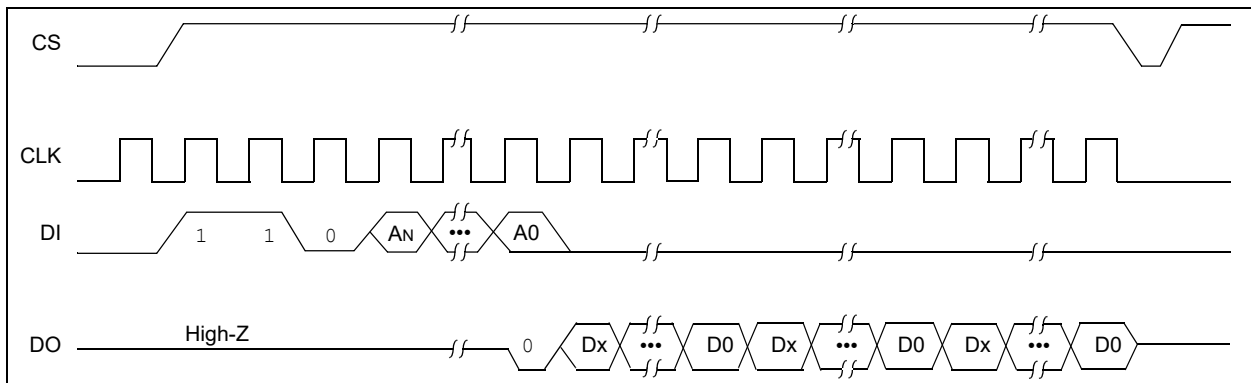 CS
CLK
DI 1 1 0 AN ••• A0
High-Z
DO 0 Dx ••• D0 Dx ••• D0 Dx ••• D0